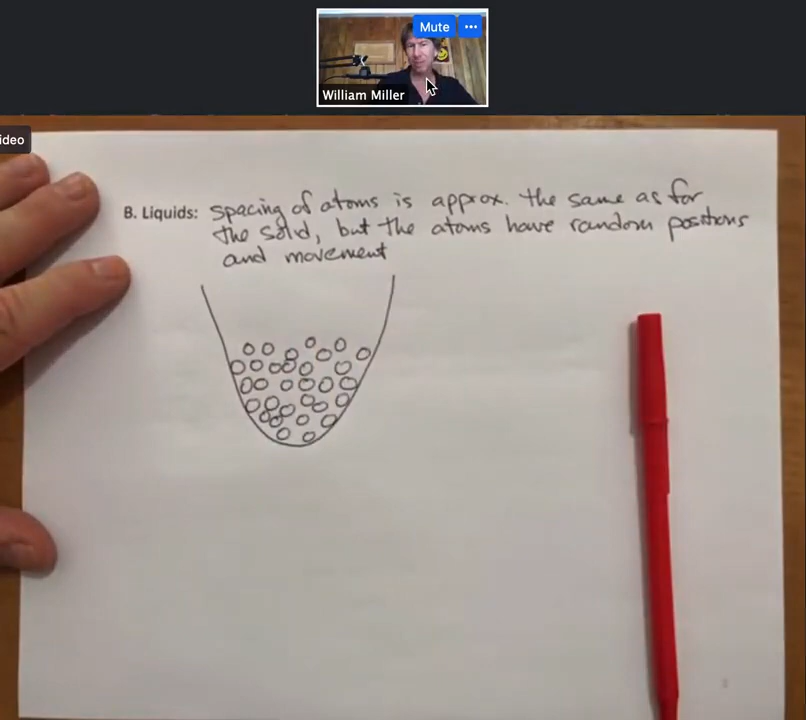 Mute
William Miller
ideo
B. Liquids: spacing of atoms is approx. the same as for
the solid, but the atoms have random positions
and movement